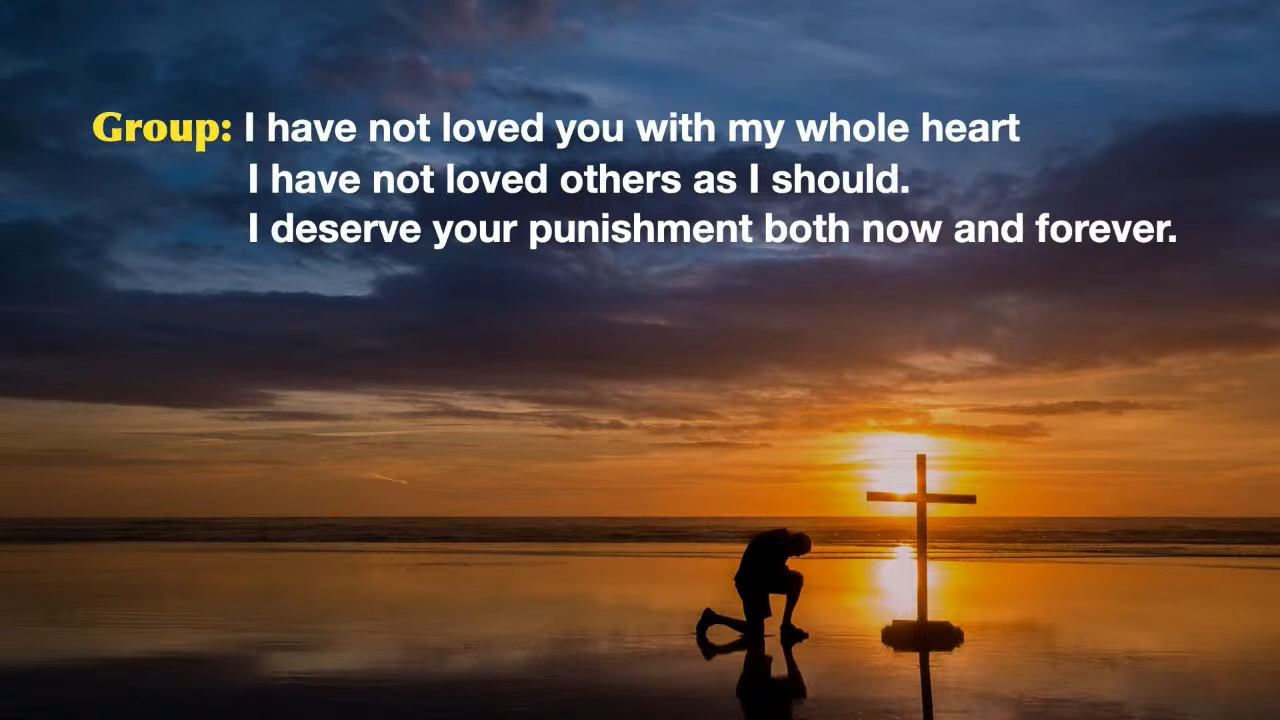 Group: I have not loved you with my whole heart
I have not loved others as I should.
I deserve your punishment both now and forever.